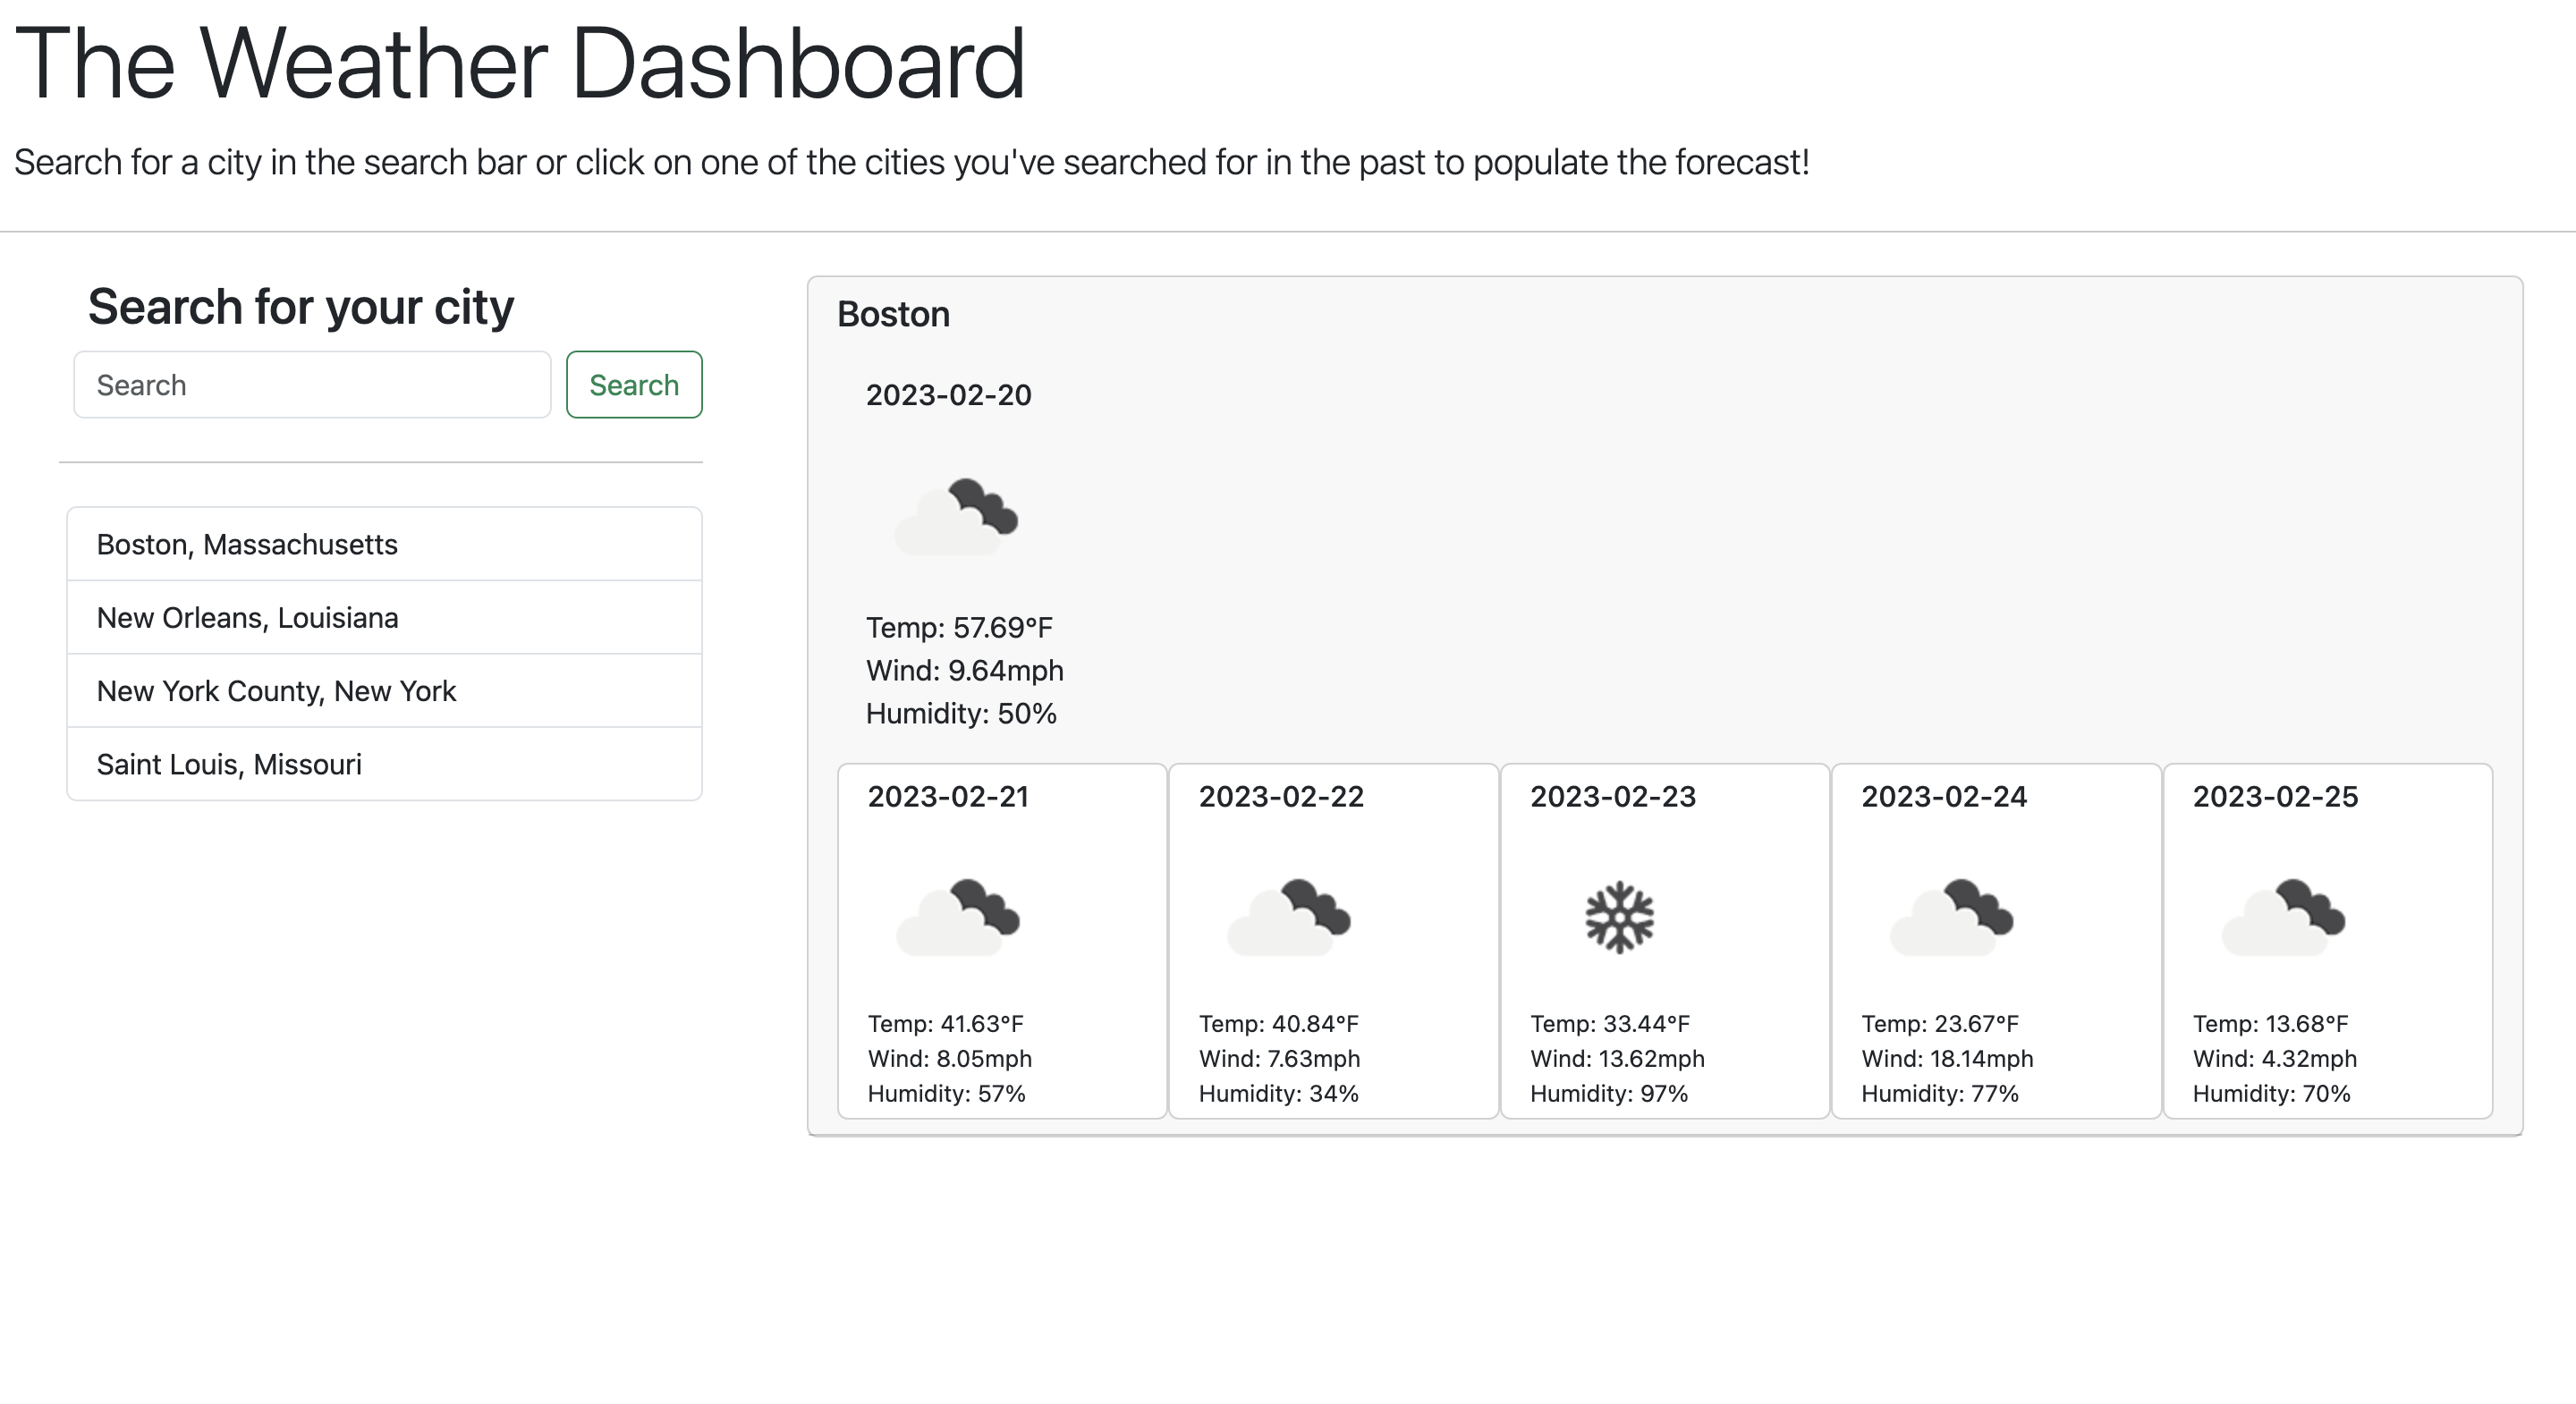 The Weather Dashboard
Search for a city in the search bar or click on one of the cities you've searched for in the past to populate the forecast!
Search for your city
Search
Search
Boston, Massachusetts
New Orleans, Louisiana
New York County, New York
Saint Louis, Missouri
Boston
2023-02-20
Temp: 57.69°F
Wind: 9.64mph
Humidity: 50%
2023-02-21
Temp: 41.63°F
Wind: 8.05mph
Humidity: 57%
2023-02-22
Temp: 40.84°F
Wind: 7.63mph
Humidity: 34%
2023-02-23
Temp: 33.44°F
Wind: 13.62mph
Humidity: 97%
2023-02-24
Temp: 23.67°F
Wind: 18.14mph
Humidity: 77%
2023-02-25
Temp: 13.68°F
Wind: 4.32mph
Humidity: 70%